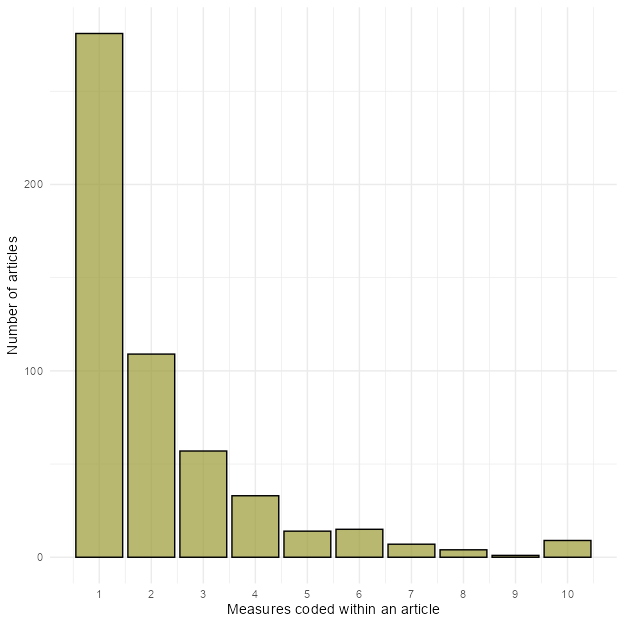 Number of articles
200
100
0
1 2 3 4 5 6 7 8 9 10
Measures coded within an article